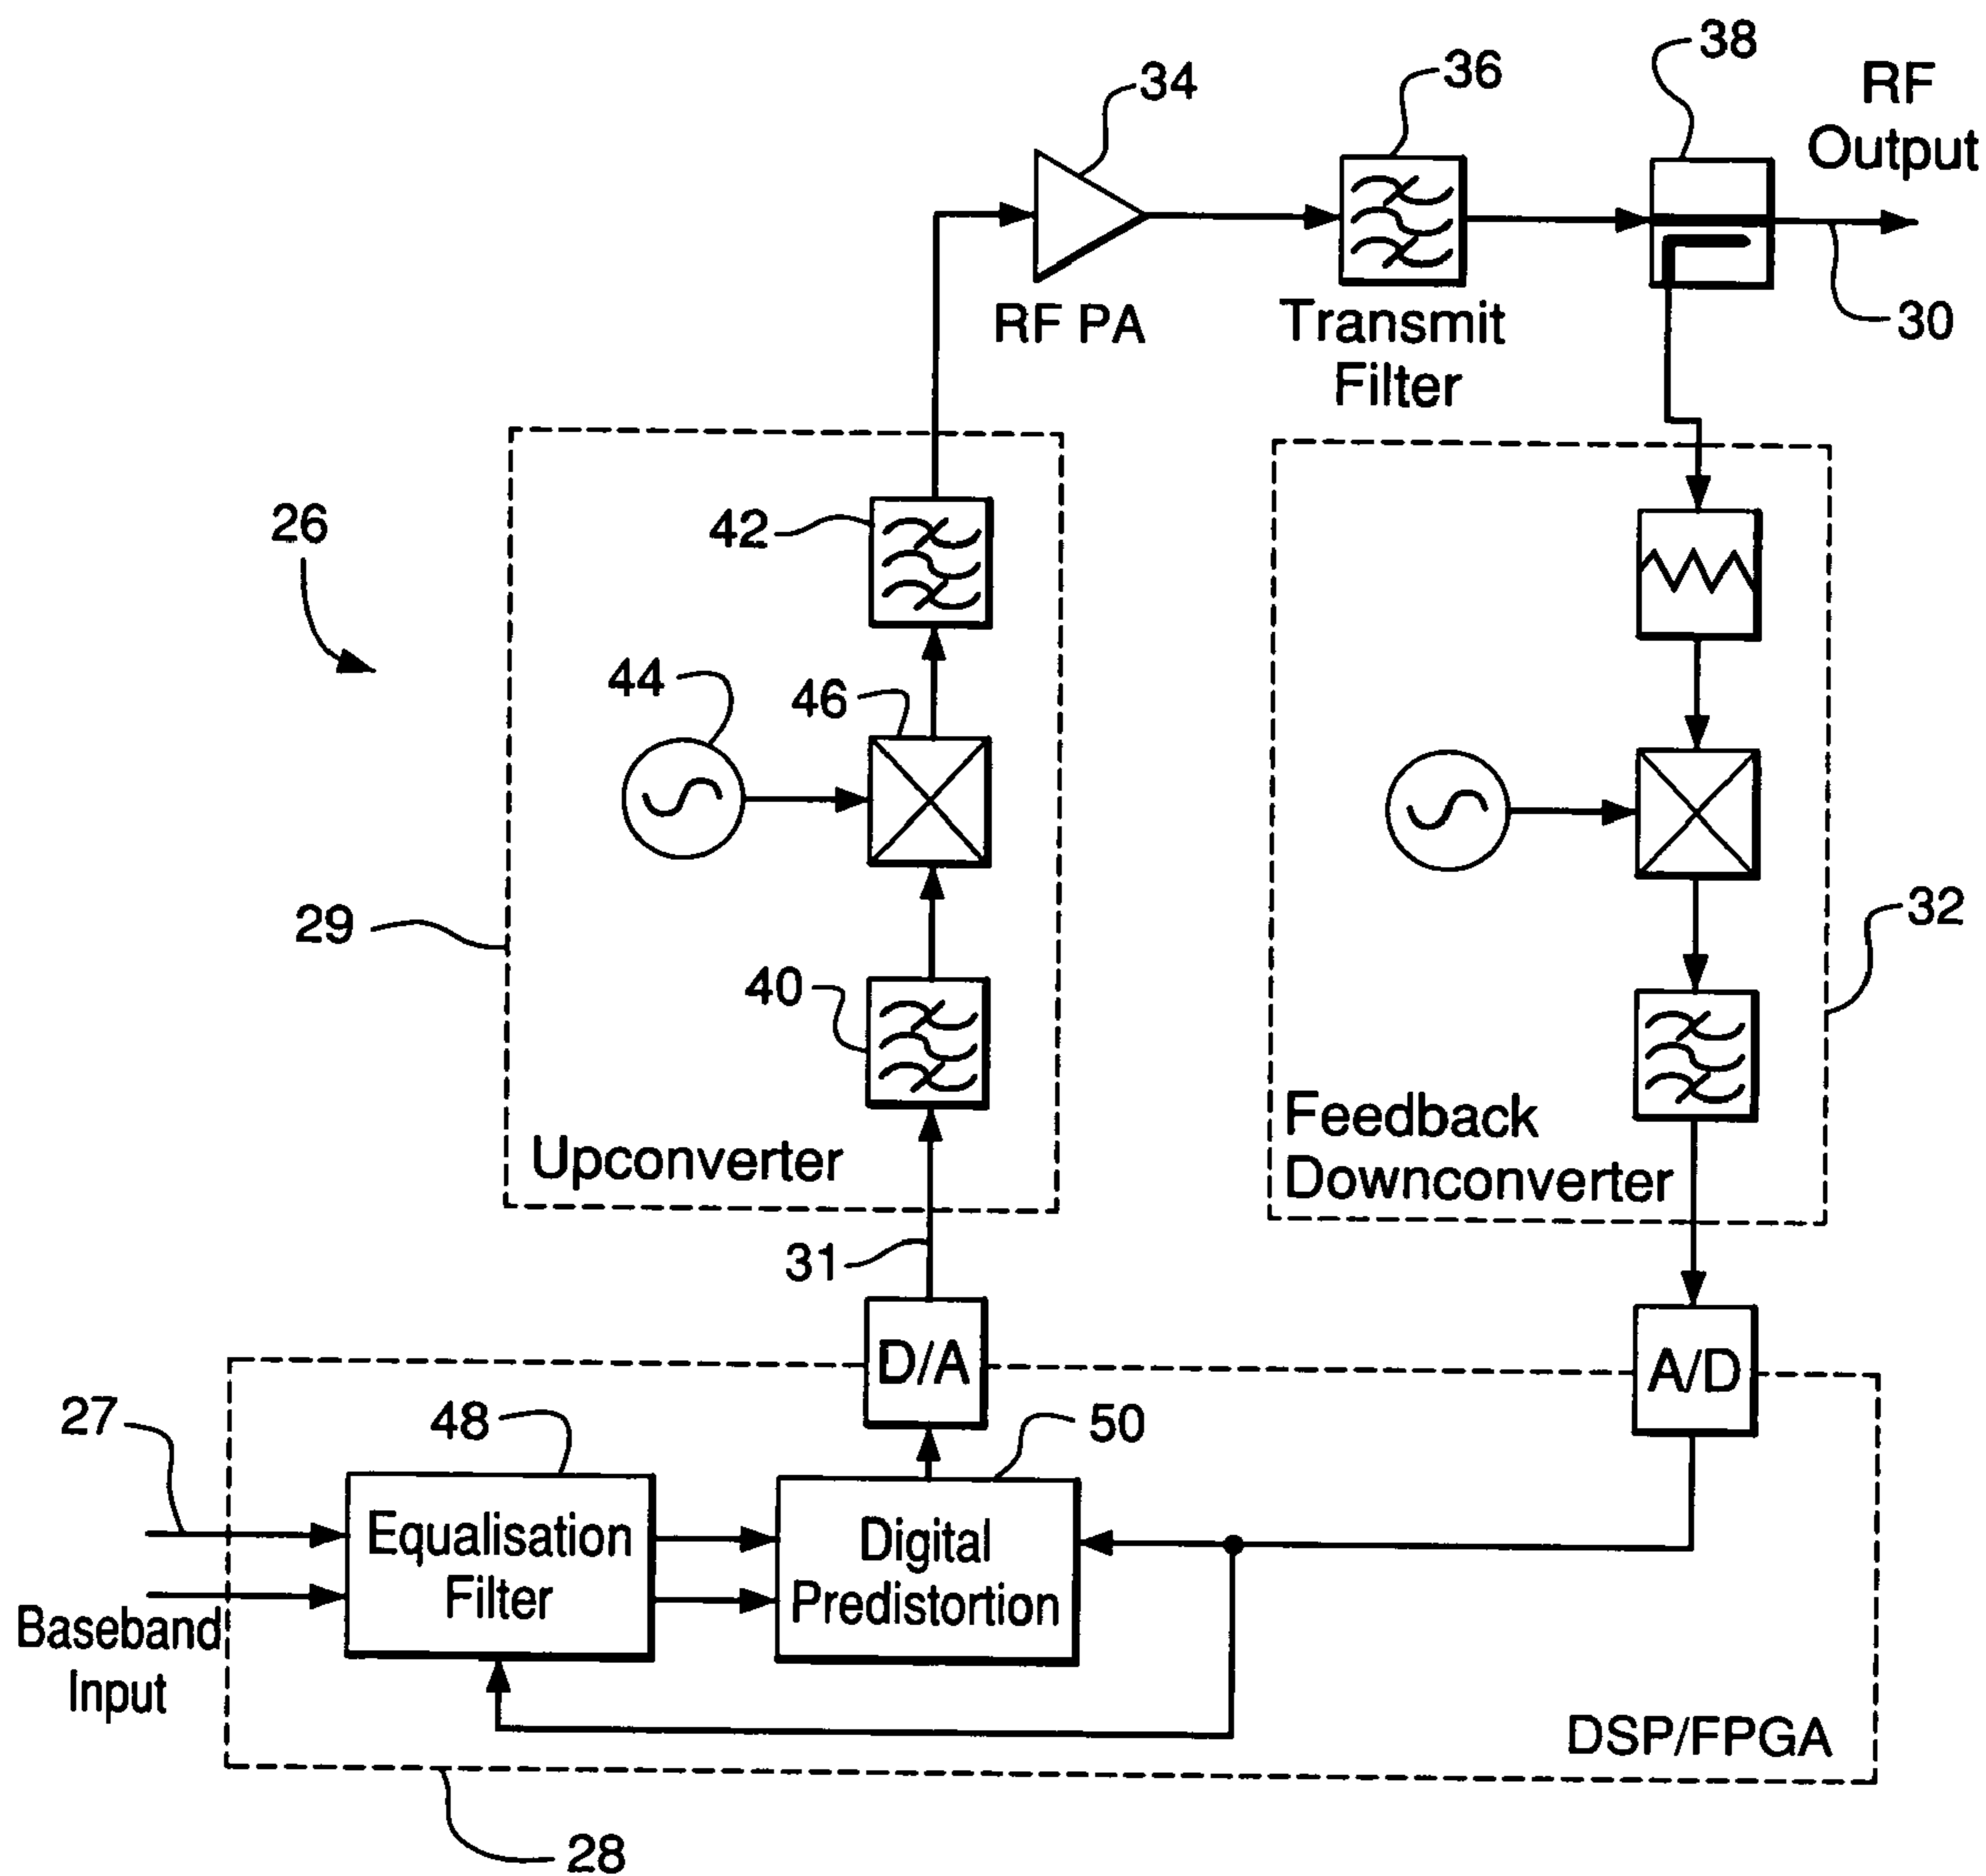 38
RF
Output
34
36
30
RF PA
Transmit
Filter
26
42
44
46
29
32
40
Feedback
Downconverter
Upconverter
31
D/A
A/D
27
48
50
Equalisation
Filter
Digital
Predistortion
Baseband
Input
DSP/FPGA
28